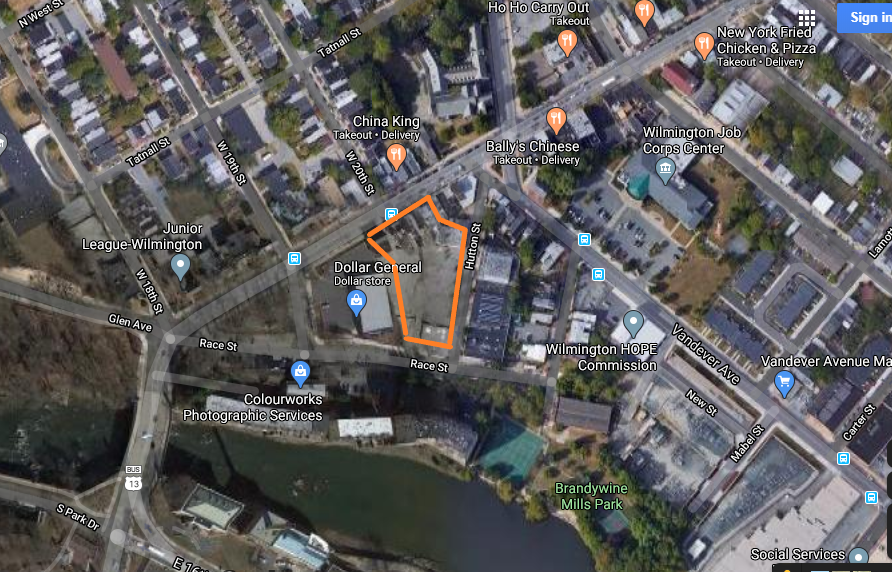 N West St
Ho Ho Carry Out
Takeout
Sign in
New York Fried
Chicken & Pizza
Takeout • Delivery
Tatnall St
China King
Takeout • Delivery
Bally's Chinese
Takeout • Delivery
Wilmington Job
Corps Center
Tatnall St
W 19th St
W 20th St
Junior
League-Wilmington
Hutton St
Dollar General
Dollar store
W 18th St
Glen Ave
Race St
Race St
Wilmington HOPE
Commission
Vandever Ave
Vandever Avenue Ma
Colourworks
Photographic Services
New St
Mabel St
Carter St
BUS
13
Brandywine
Mills Park
S Park Dr
Social Services